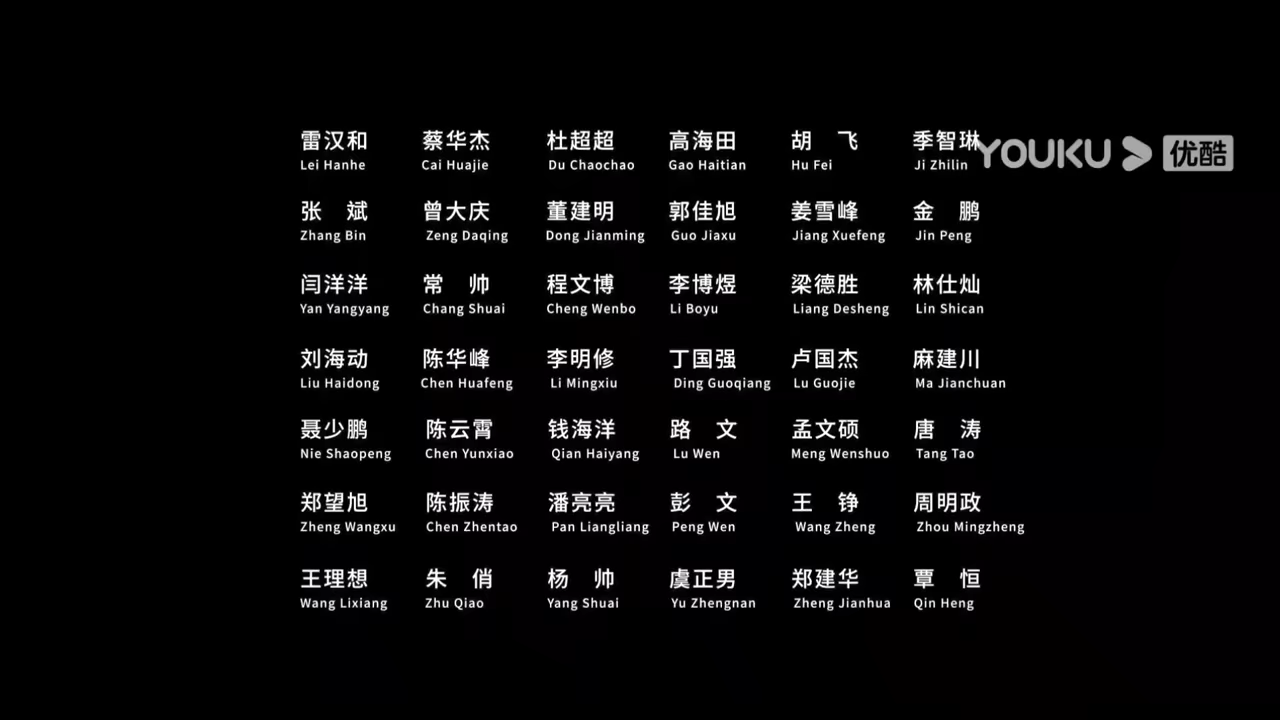 雷汉和 蔡华杰 杜超超 高海田 胡 飞 季智琳
Lei Hanhe Cai Huajie Du Chaochao Gao Haitian Hu Fei Ji Zhilin
YOUKU 优酷
张 斌 曾大庆 董建明 郭佳旭 姜雪峰 金 鹏
Zhang Bin Zeng Daqing Dong Jianming Guo Jiaxu Jiang Xuefeng Jin Peng
闫洋洋 常 帅 程文博 李博煜 梁德胜 林仕灿
Yan Yangyang Chang Shuai Cheng Wenbo Li Boyu Liang Desheng Lin Shican
刘海动 陈华峰 李明修 丁国强 卢国杰 麻建川
Liu Haidong Chen Huafeng Li Mingxiu Ding Guoqiang Lu Guojie Ma Jianchuan
聂少鹏 陈云霄 钱海洋 路 文 孟文硕 唐 涛
Nie Shaopeng Chen Yunxiao Qian Haiyang Lu Wen Meng Wenshuo Tang Tao
郑望旭 陈振涛 潘亮亮 彭 文 王 铮 周明政
Zheng Wangxu Chen Zhentao Pan Liangliang Peng Wen Wang Zheng Zhou Mingzheng
王理想 朱 俏 杨 帅 虞正男 郑建华 覃 恒
Wang Lixiang Zhu Qiao Yang Shuai Yu Zhengnan Zheng Jianhua Qin Heng